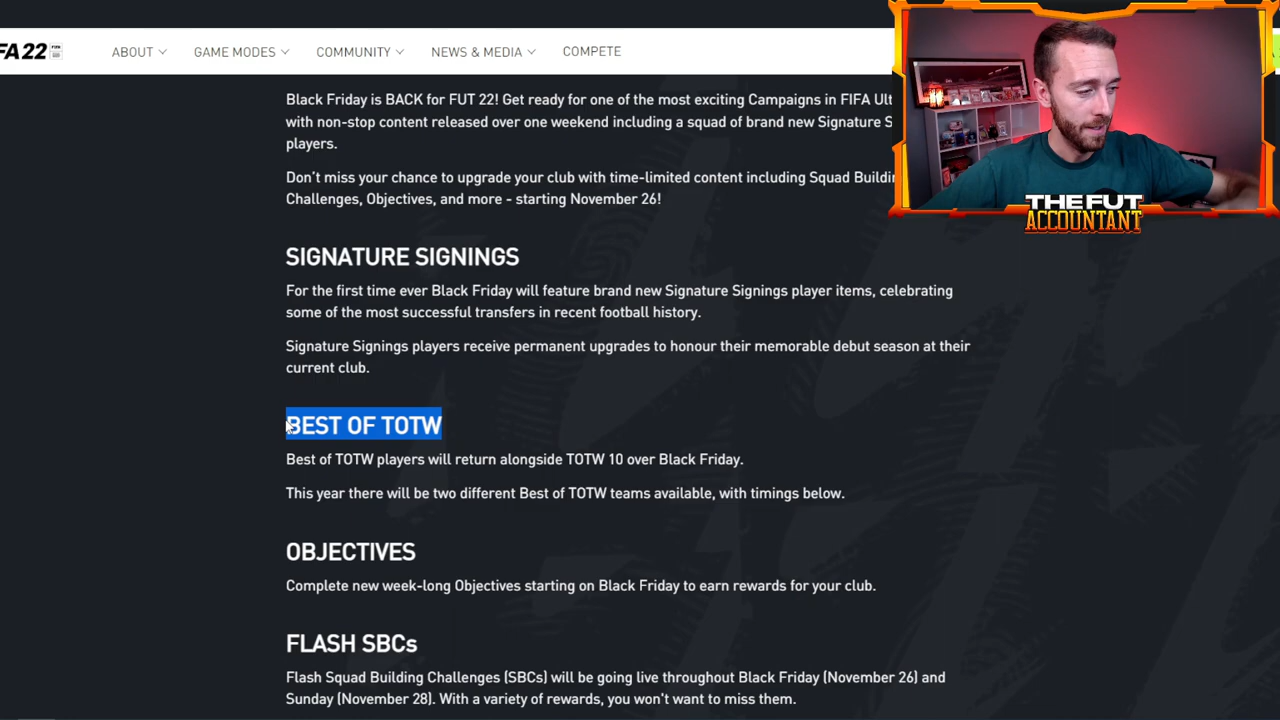 FA 22
ABOUT
GAME MODES
COMMUNITY
NEWS & MEDIA
COMPETE
Black Friday is BACK for FUT 22! Get ready for one of the most exciting Campaigns in FIFA
with non-stop content released over one weekend including a squad of brand new Signature
players.
Don't miss your chance to upgrade your club with time-limited content including Squad
Challenges, Objectives, and more - starting November 26!
SIGNATURE SIGNINGS
For the first time ever Black Friday will feature brand new Signature Signings player items, celebrating
some of the most successful transfers in recent football history.
Signature Signings players receive permanent upgrades to honour their memorable debut season at their
current club.
BEST OF TOTW
Best of TOTW players will return alongside TOTW 10 over Black Friday.
This year there will be two different Best of TOTW teams available, with timings below.
OBJECTIVES
Complete new week-long Objectives starting on Black Friday to earn rewards for your club.
FLASH SBCs
Flash Squad Building Challenges (SBCs) will be going live throughout Black Friday (November 26) and
Sunday (November 28). With a variety of rewards, you won't want to miss them.
THE FUT
ACCOUNTANT